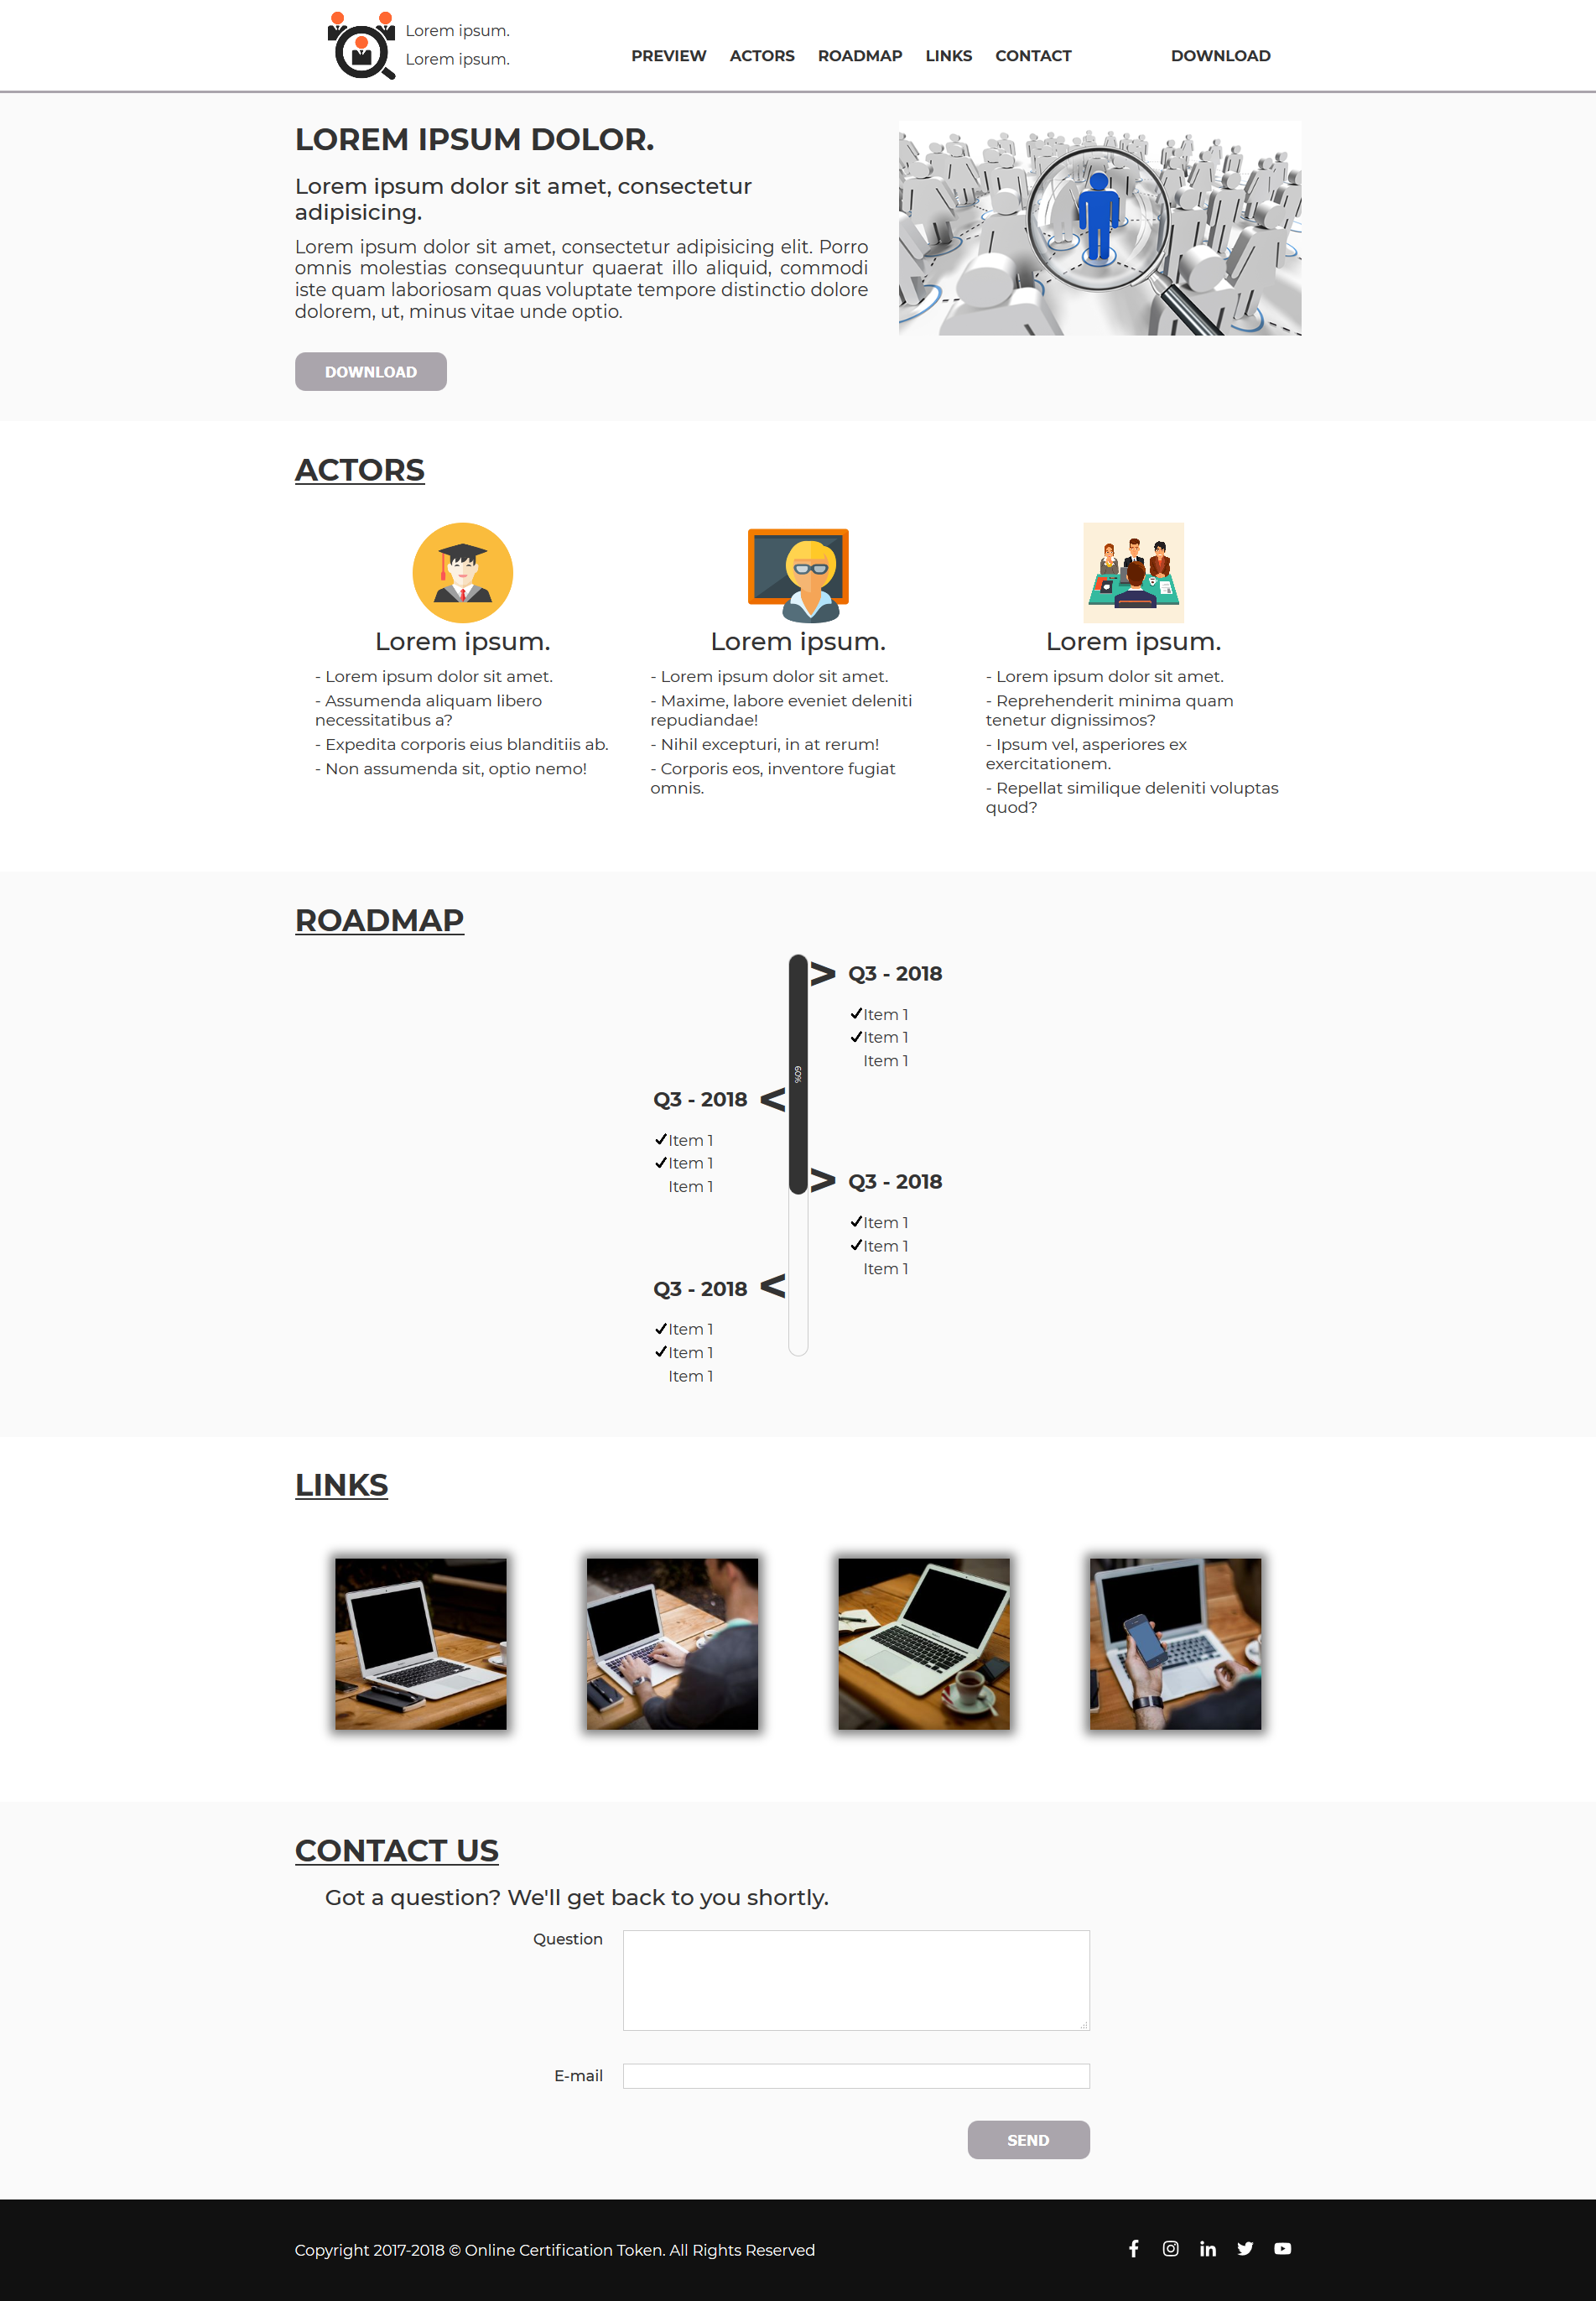 Lorem ipsum.
Lorem ipsum.
PREVIEW ACTORS ROADMAP LINKS CONTACT DOWNLOAD
LOREM IPSUM DOLOR.
Lorem ipsum dolor sit amet, consectetur
adipisicing.
Lorem ipsum dolor sit amet, consectetur adipisicing elit. Porro
omnis molestias consequuntur quaerat illo aliquid, commodi
iste quam laboriosam quas voluptate tempore distinctio dolore
dolorem, ut, minus vitae unde optio.
DOWNLOAD
ACTORS
Lorem ipsum.
- Lorem ipsum dolor sit amet.
- Assumenda aliquam libero
necessitatibus a?
- Expedita corporis eius blanditiis ab.
- Non assumenda sit, optio nemo!
Lorem ipsum.
- Lorem ipsum dolor sit amet.
- Maxime, labore eveniet deleniti
repudiandae!
- Nihil excepturi, in at rerum!
- Corporis eos, inventore fugiat
omnis.
Lorem ipsum.
- Lorem ipsum dolor sit amet.
- Reprehenderit minima quam
tenetur dignissimos?
- Ipsum vel, asperiores ex
exercitationem.
- Repellat similique deleniti voluptas
quod?
ROADMAP
> Q3 - 2018
✓Item 1
✓Item 1
Item 1
60%
Q3 - 2018 <
✓Item 1
✓Item 1
Item 1
> Q3 - 2018
✓Item 1
✓Item 1
Item 1
Q3 - 2018 <
✓Item 1
✓Item 1
Item 1
LINKS
CONTACT US
Got a question? We'll get back to you shortly.
Question
E-mail
SEND
Copyright 2017-2018 © Online Certification Token. All Rights Reserved